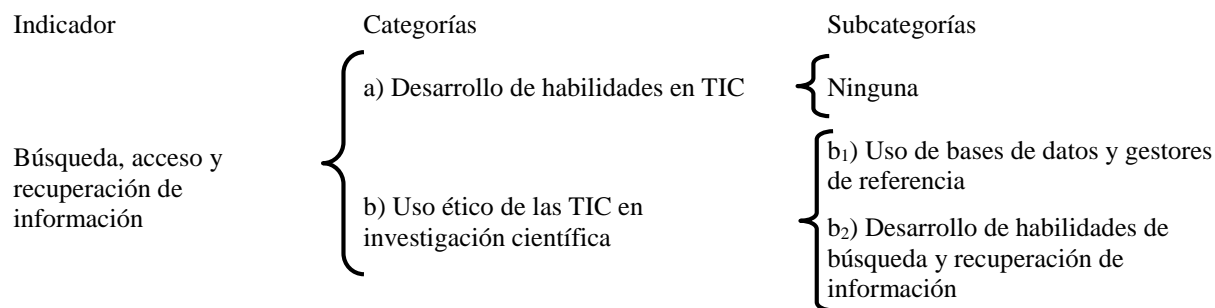 Indicador Categorías Subcategorías
a) Desarrollo de habilidades en TIC Ninguna
Búsqueda, acceso y
recuperación de
información
b) Uso ético de las TIC en
investigación científica
b₁) Uso de bases de datos y gestores
de referencia
b₂) Desarrollo de habilidades de
búsqueda y recuperación de
información